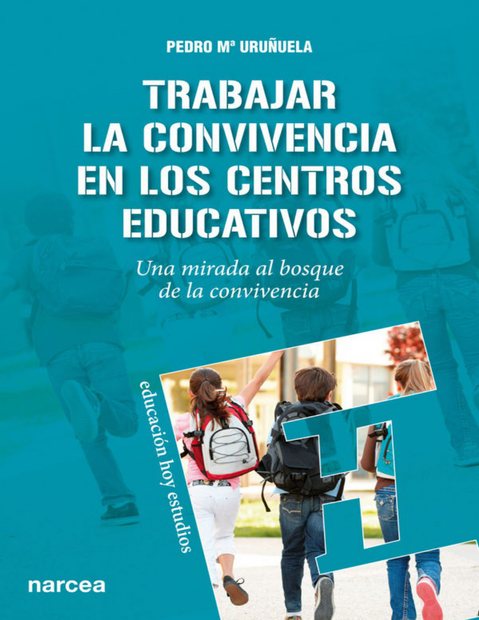 PEDRO Mª URUÑUELA
TRABAJAR
LA CONVIVENCIA
EN LOS CENTROS
EDUCATIVOS
Una mirada al bosque
de la convivencia
educación hoy estudios
narcea